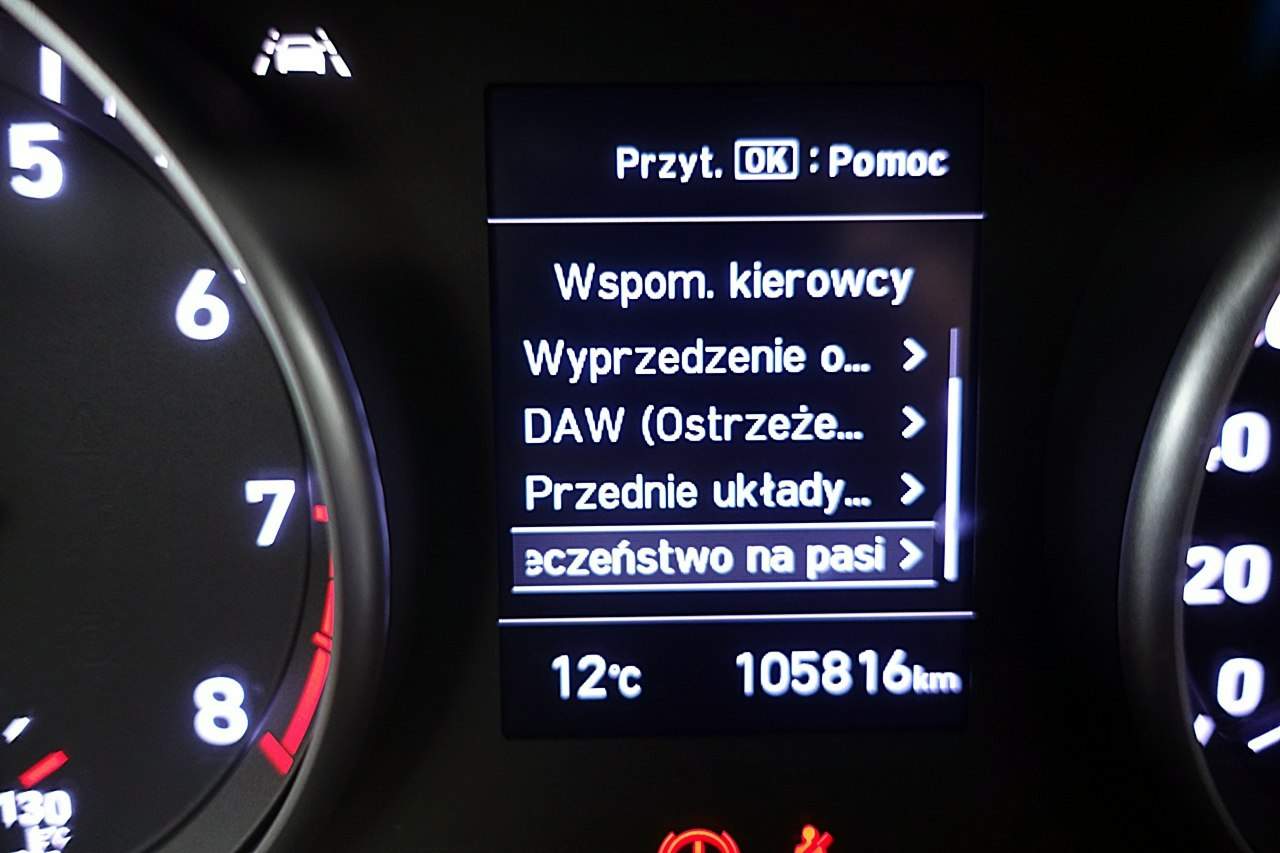 Przyt. OK : Pomoc
Wspom. kierowcy
Wyprzedzenie o... >
DAW (Ostrzeże... >
Przednie układy... >
eczeństwo na pasi >
12°C 105816km
5
6
7
8
130
20
0